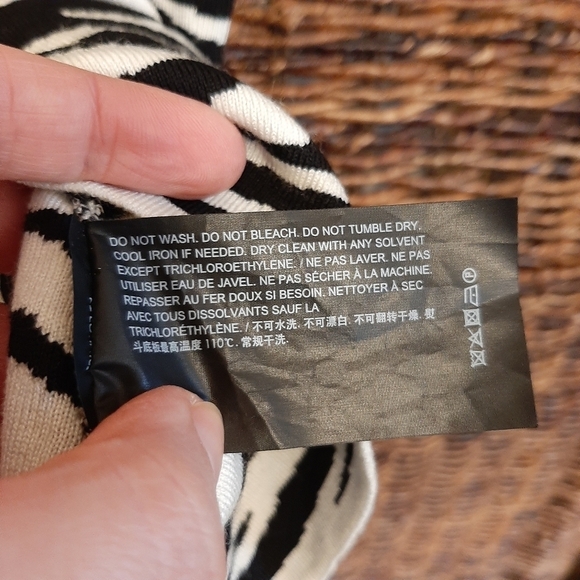 DO NOT WASH. DO NOT BLEACH. DO NOT TUMBLE DRY.
COOL IRON IF NEEDED. DRY CLEAN WITH ANY SOLVENT
EXCEPT TRICHLOROETHYLENE. / NE PAS LAVER. NE PAS
UTILISER EAU DE JAVEL. NE PAS SÈCHER À LA MACHINE.
REPASSER AU FER DOUX SI BESOIN. NETTOYER À SEC
AVEC TOUS DISSOLVANTS SAUF LA
TRICHLORÉTHYLÈNE. / 不可水洗. 不可漂白. 不可翻转干燥. 熨
斗底板最高温度 110℃. 常规干洗.